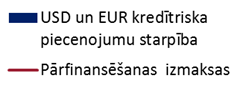 USD un EUR kredītriska
piecenojumu starpība
Pārfinansēšanas izmaksas